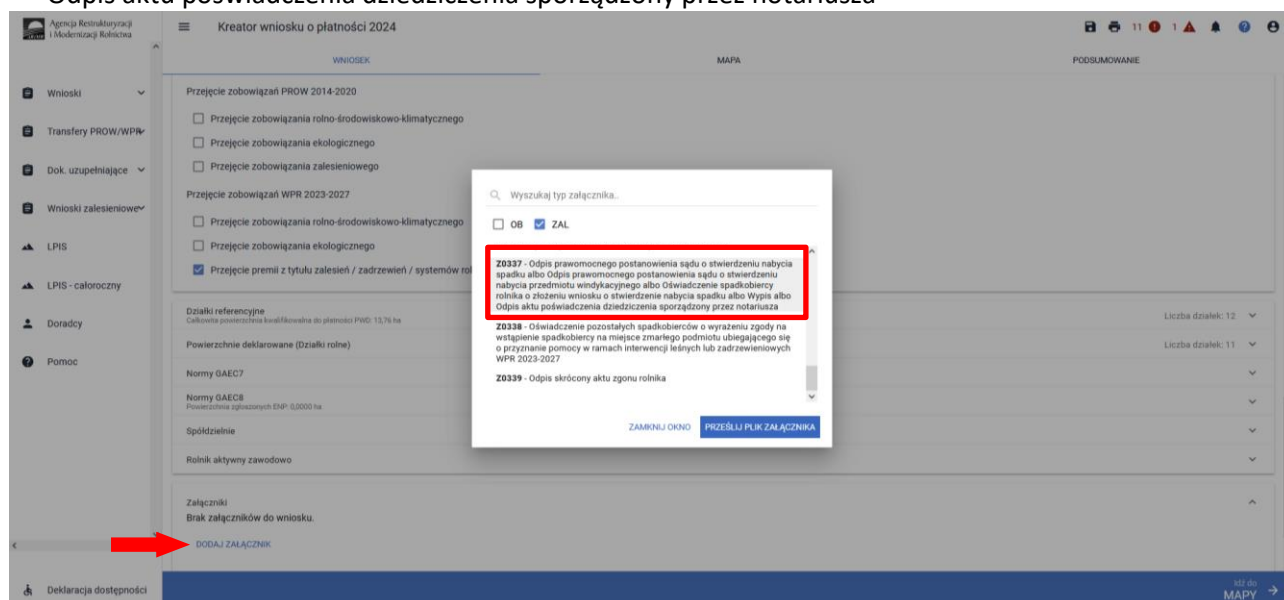 Odpis aktu poświadczenia dziedziczenia sporządzony przez notariusza
Agencja Restrukturyzacji
i Modernizacji Rolnictwa
Kreator wniosku o płatności 2024
11
1
WNIOSEK
MAPA
PODSUMOWANIE
Wnioski
Transfery PROW/WPR
Dok. uzupełniające
Wnioski zalesieniowe
LPIS
LPIS - całoroczny
Doradcy
Pomoc
Deklaracja dostępności
Przejęcie zobowiązań PROW 2014-2020
Przejęcie zobowiązania rolno-środowiskowo-klimatycznego
Przejęcie zobowiązania ekologicznego
Przejęcie zobowiązania zalesieniowego
Przejęcie zobowiązań WPR 2023-2027
Przejęcie zobowiązania rolno-środowiskowo-klimatycznego
Przejęcie zobowiązania ekologicznego
Przejęcie premii z tytułu zalesień / zadrzewień / systemów rol
Działki referencyjne
Całkowita powierzchnia kwalifikowalna do płatności PWD: 13,76 ha
Liczba działek: 12
Powierzchnie deklarowane (Działki rolne)
Liczba działek: 11
Normy GAEC7
Normy GAEC8
Powierzchnia zgłoszonych ENP: 0,0000 ha
Spółdzielnie
Rolnik aktywny zawodowo
Załączniki
Brak załączników do wniosku.
DODAJ ZAŁĄCZNIK
Wyszukaj typ załącznika..
OB
ZAL
Z0337 - Odpis prawomocnego postanowienia sądu o stwierdzeniu nabycia
spadku albo Odpis prawomocnego postanowienia sądu o stwierdzeniu
nabycia przedmiotu windykacyjnego albo Oświadczenie spadkobiercy
rolnika o złożeniu wniosku o stwierdzenie nabycia spadku albo Wypis albo
Odpis aktu poświadczenia dziedziczenia sporządzony przez notariusza
Z0338 - Oświadczenie pozostałych spadkobierców o wyrażeniu zgody na
wstąpienie spadkobiercy na miejsce zmarłego podmiotu ubiegającego się
o przyznanie pomocy w ramach interwencji leśnych lub zadrzewieniowych
WPR 2023-2027
Z0339 - Odpis skrócony aktu zgonu rolnika
ZAMKNIJ OKNO
PRZEŚLIJ PLIK ZAŁĄCZNIKA
Idź do
MAPY